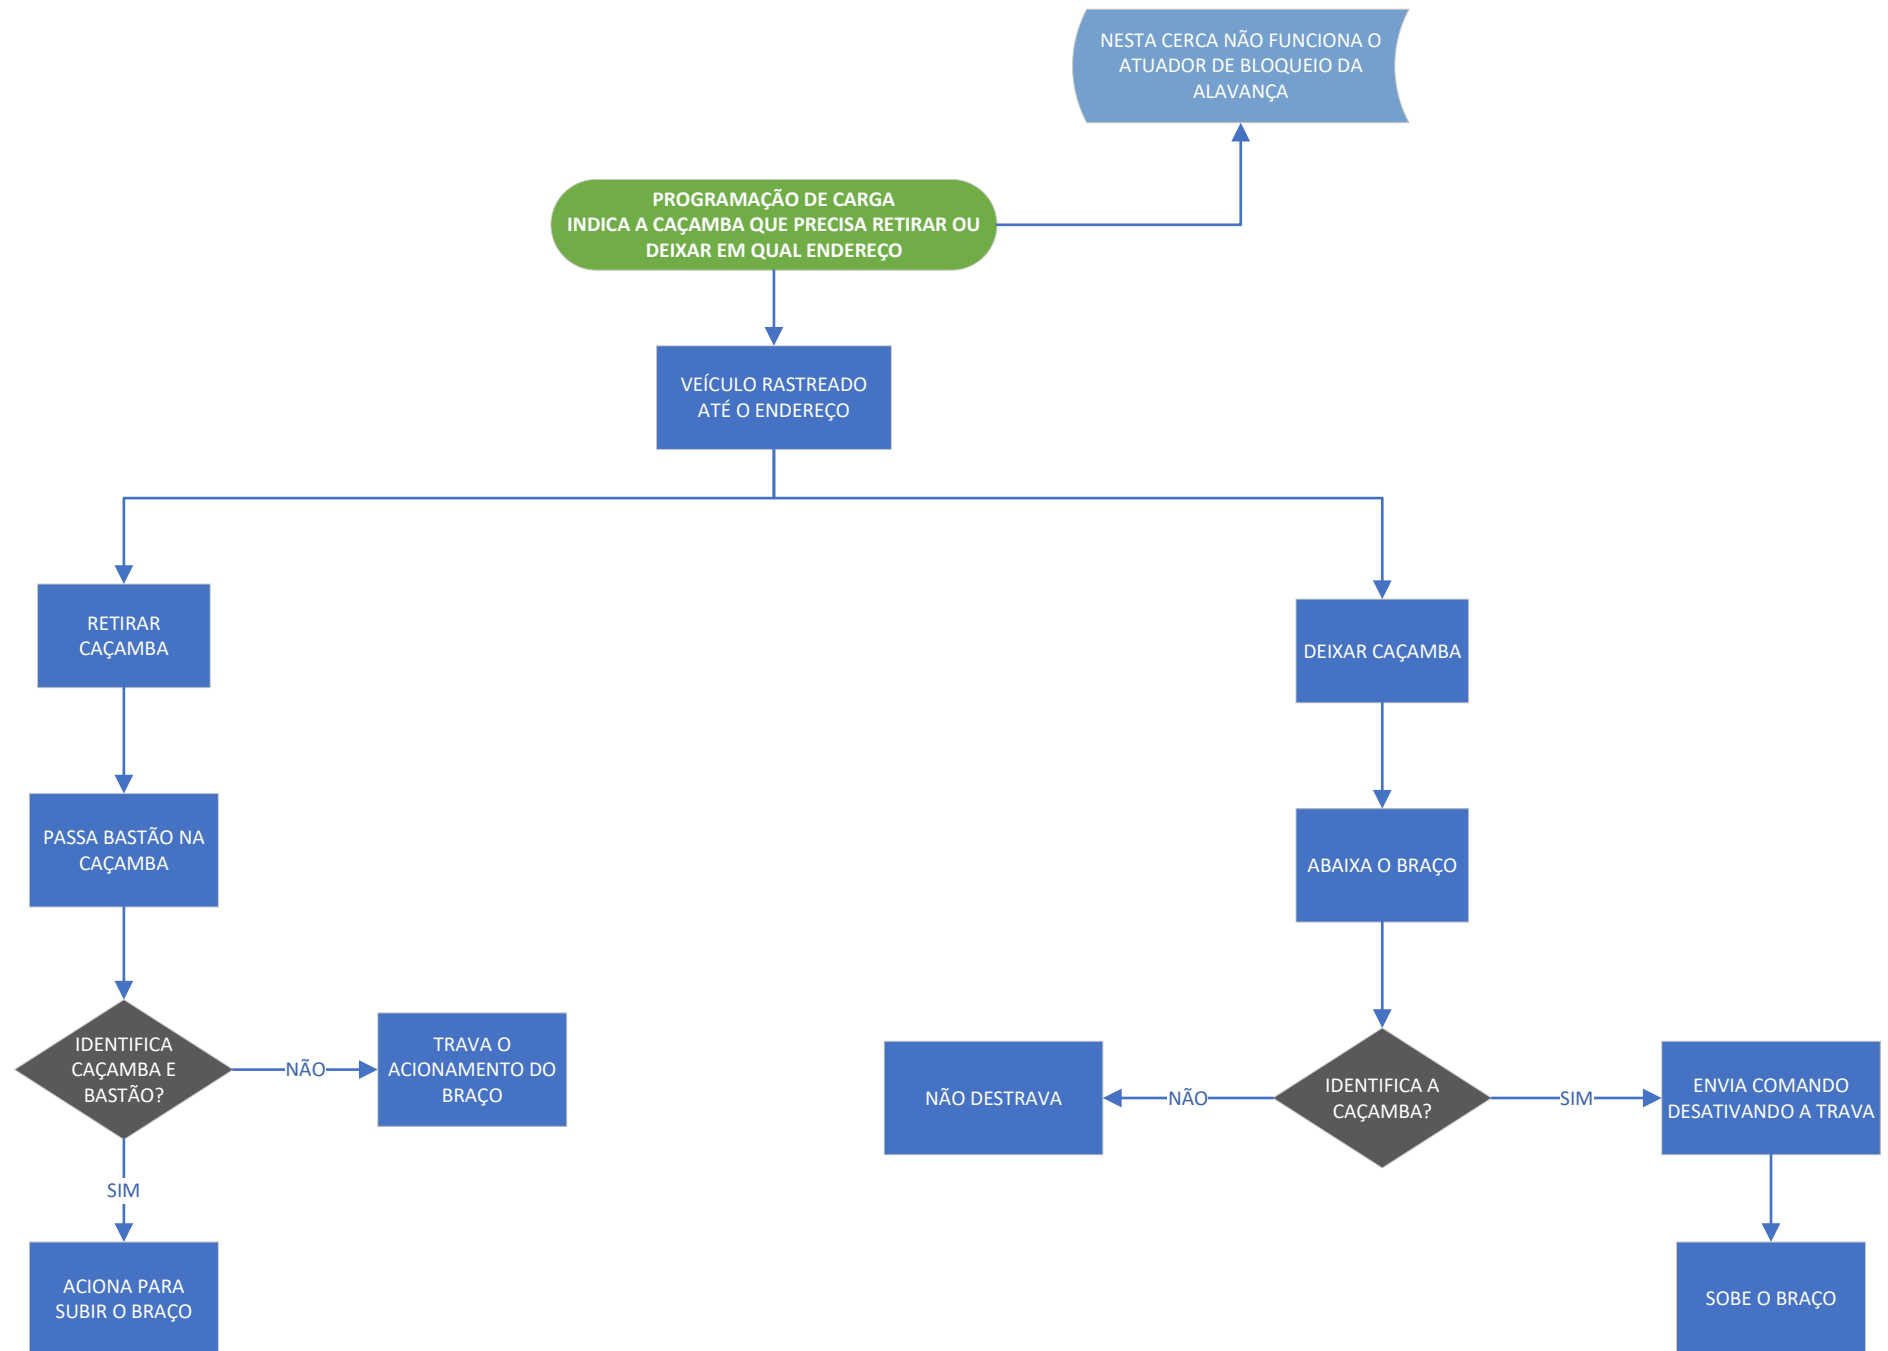 NESTA CERCA NÃO FUNCIONA O
ATUADOR DE BLOQUEIO DA
ALAVANÇA
PROGRAMAÇÃO DE CARGA
INDICA A CAÇAMBA QUE PRECISA RETIRAR OU
DEIXAR EM QUAL ENDEREÇO
VEÍCULO RASTREADO
ATÉ O ENDEREÇO
RETIRAR
CAÇAMBA
DEIXAR CAÇAMBA
PASSA BASTÃO NA
CAÇAMBA
ABAIXA O BRAÇO
IDENTIFICA
CAÇAMBA E
BASTÃO?
NÃO
TRAVA O
ACIONAMENTO DO
BRAÇO
NÃO DESTRAVA
NÃO
IDENTIFICA A
CAÇAMBA?
SIM
ENVIA COMANDO
DESATIVANDO A TRAVA
SIM
ACIONA PARA
SUBIR O BRAÇO
SOBE O BRAÇO